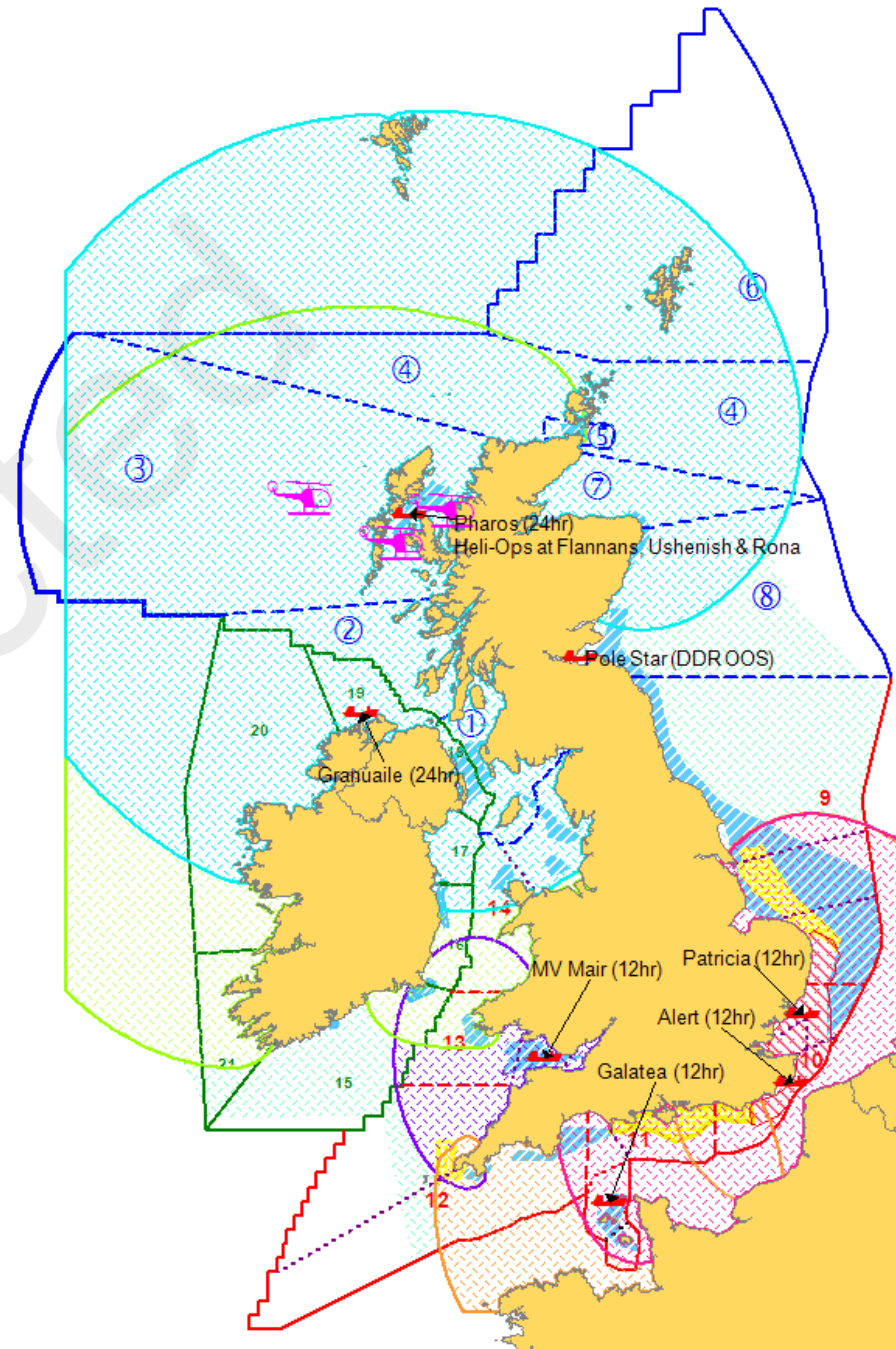 ⑥
④
④
⑤
③
⑦
Pharos (24hr)
Heli-Ops at Flannans, Ushenish & Rona
⑧
②
Pole Star (DDR OOS)
19
①
20
18
Granuaile (24hr)
9
17
14
16
MV Mair (12hr)
Patricia (12hr)
Alert (12hr)
13
10
21
15
Galatea (12hr)
12